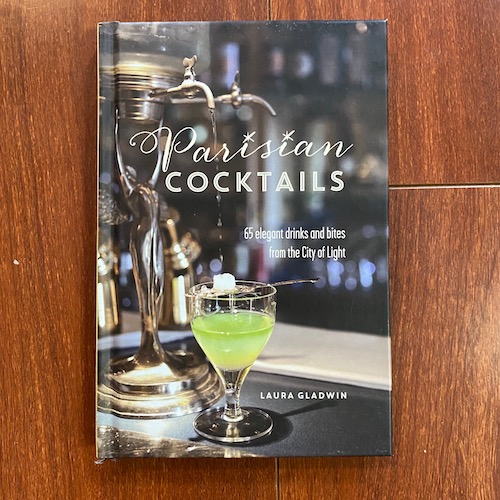 Parisian
COCKTAILS
65 elegant drinks and bites
from the City of Light
LAURA GLADWIN